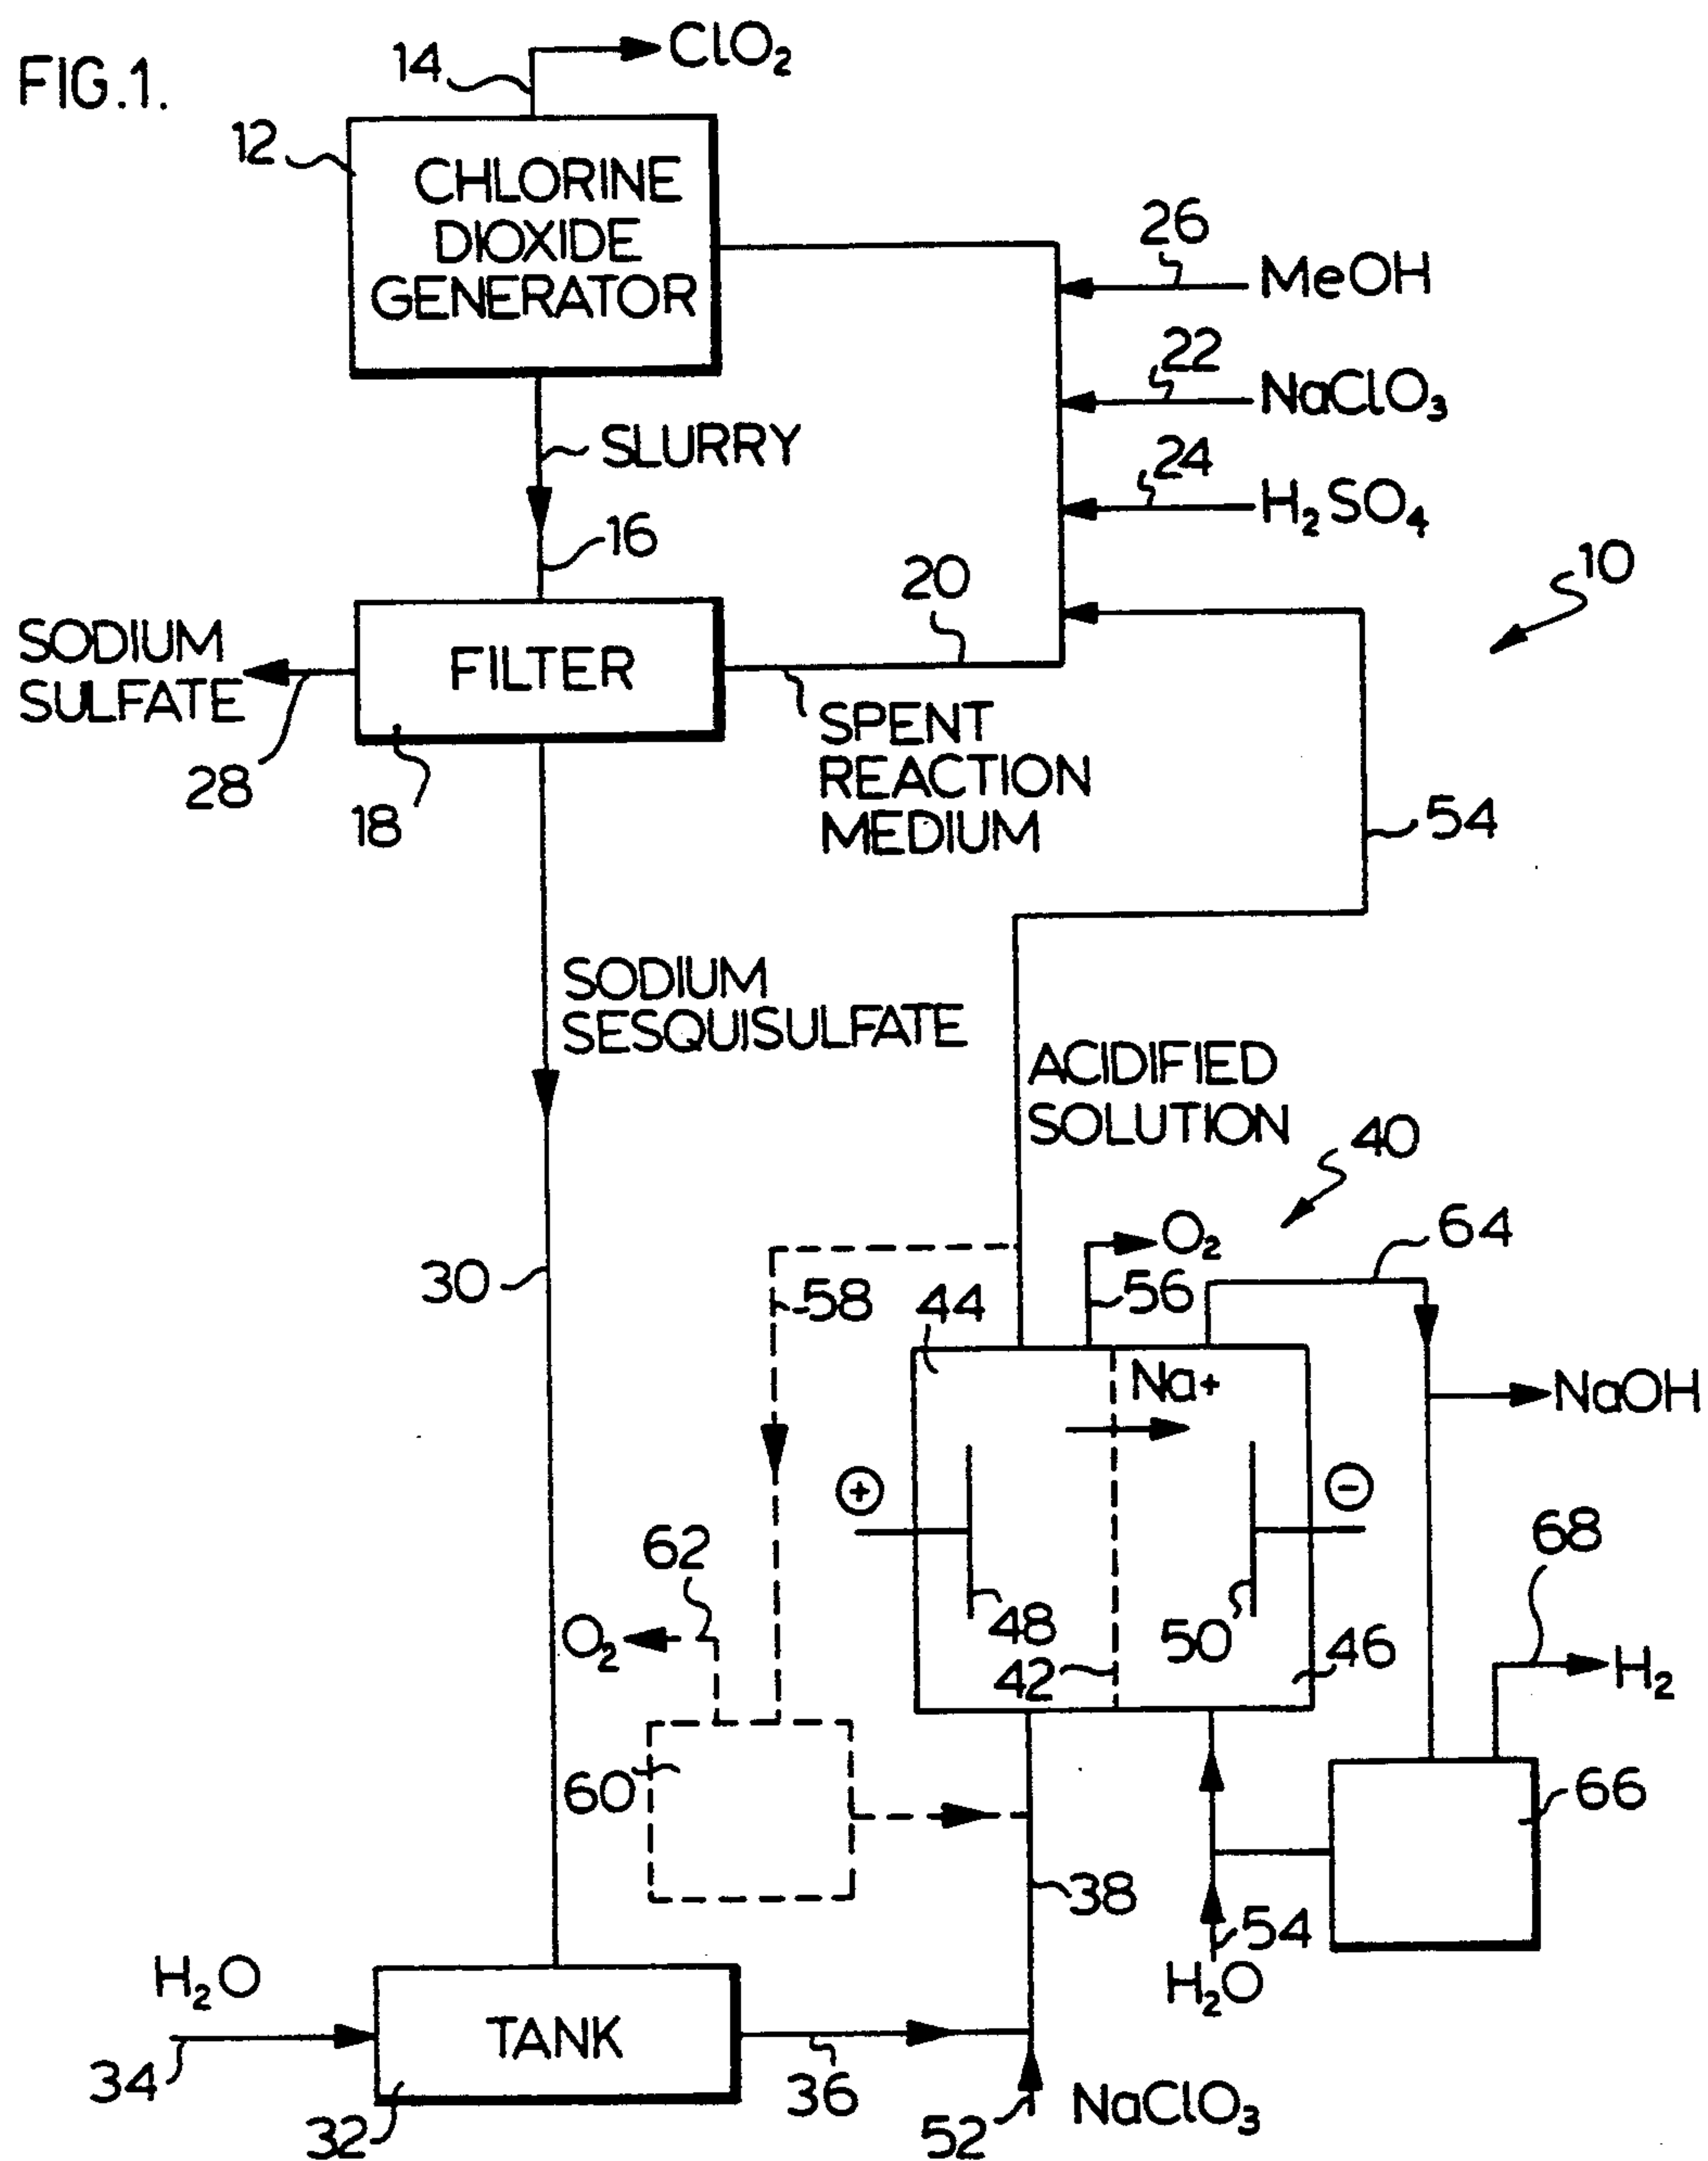 FIG.1.
14
ClO₂
12
CHLORINE
DIOXIDE
GENERATOR
26
MeOH
22
NaClO₃
24
H₂SO₄
SLURRY
16
10
20
SODIUM
SULFATE
FILTER
28
18
SPENT
REACTION
MEDIUM
54
SODIUM
SESQUISULFATE
ACIDIFIED
SOLUTION
40
30
58
44
O₂
56
64
Na+
NaOH
+
-
62
O₂
48
42
50
46
68
H₂
60
66
38
54
H₂O
H₂O
34
TANK
32
36
52
NaClO₃